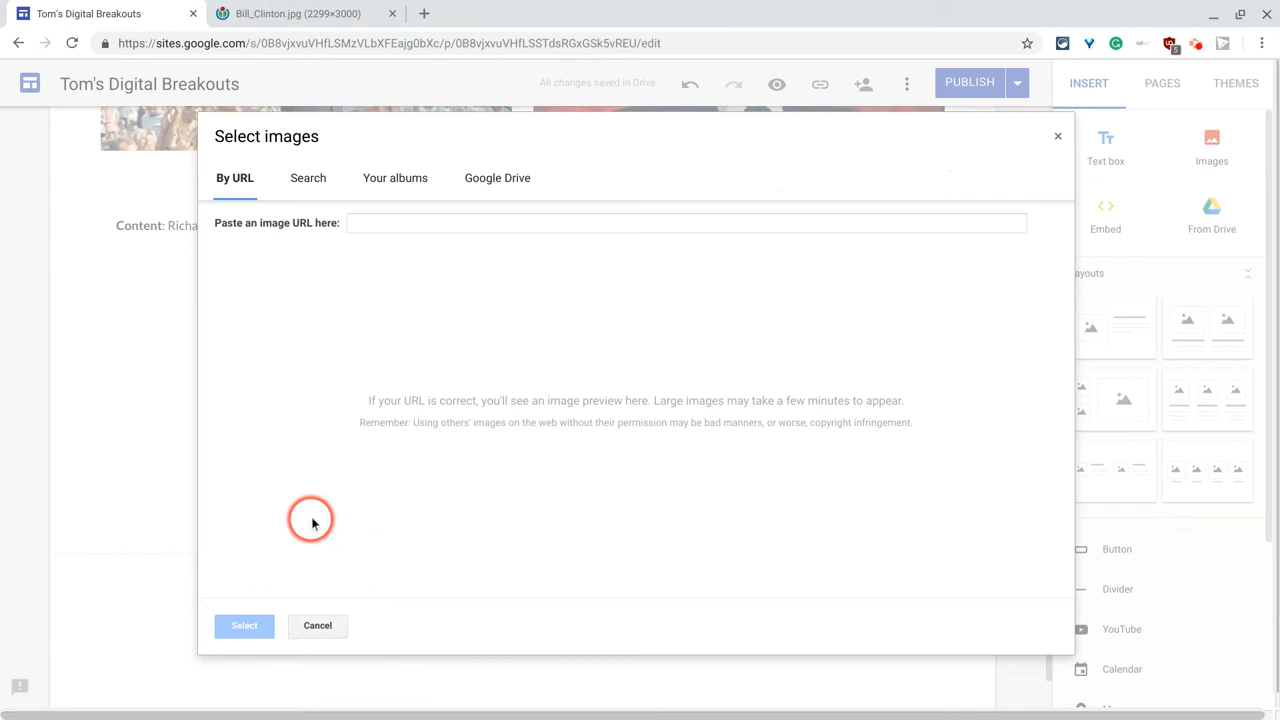 Tom's Digital Breakouts
Bill_Clinton.jpg (2299×3000)
https://sites.google.com/s/0B8vjxvuVHfLSMzVLbXFEajg0bXc/p/0B8vjxvuVHfLSSTdsRGxGSk5vREU/edit
5
Tom's Digital Breakouts
All changes saved in Drive
PUBLISH
INSERT
PAGES
THEMES
Select images
By URL
Search
Your albums
Google Drive
Paste an image URL here:
If your URL is correct, you'll see an image preview here. Large images may take a few minutes to appear.
Remember: Using others' images on the web without their permission may be bad manners, or worse, copyright infringement.
Select
Cancel
Content: Richa
Tt
Text box
Images
Embed
From Drive
ayouts
Button
Divider
YouTube
Calendar